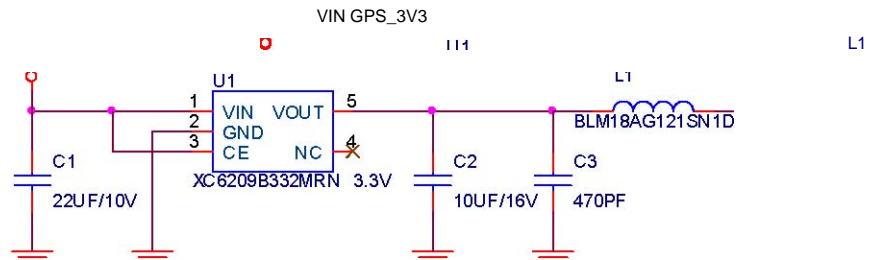 VIN GPS_3V3
L1
U1
L1
1 VIN VOUT 5
2 GND
3 CE NC 4
C1 C2 C3
XC6209B332MRN 3.3V
BLM18AG121SN1D
22UF/10V 10UF/16V 470PF